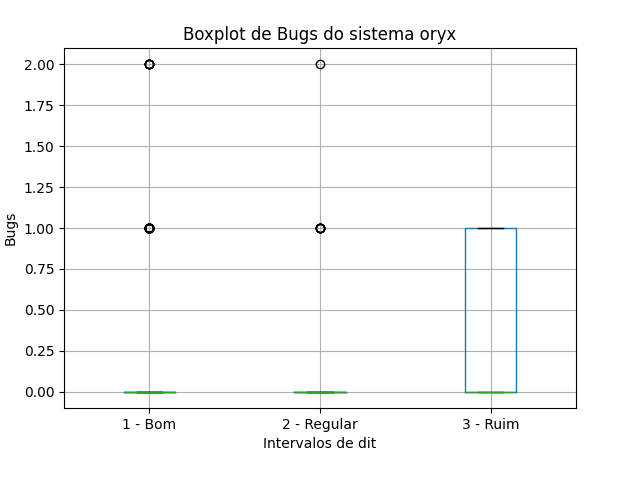 Boxplot de Bugs do sistema oryx
2.00
1.75
1.50
1.25
1.00
0.75
0.50
0.25
0.00
Bugs
1 - Bom
2 - Regular
3 - Ruim
Intervalos de dit